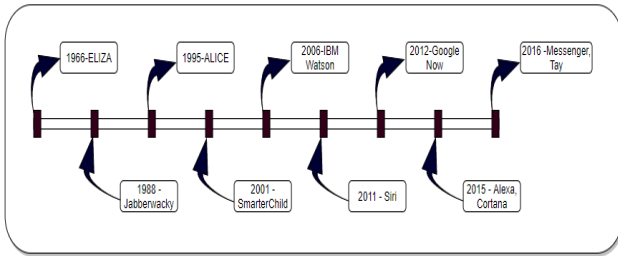 1966-ELIZA
1995-ALICE
2006-IBM
Watson
2012-Google
Now
2016 -Messenger,
Tay
1988 -
Jabberwacky
2001 -
SmarterChild
2011 - Siri
2015 - Alexa,
Cortana